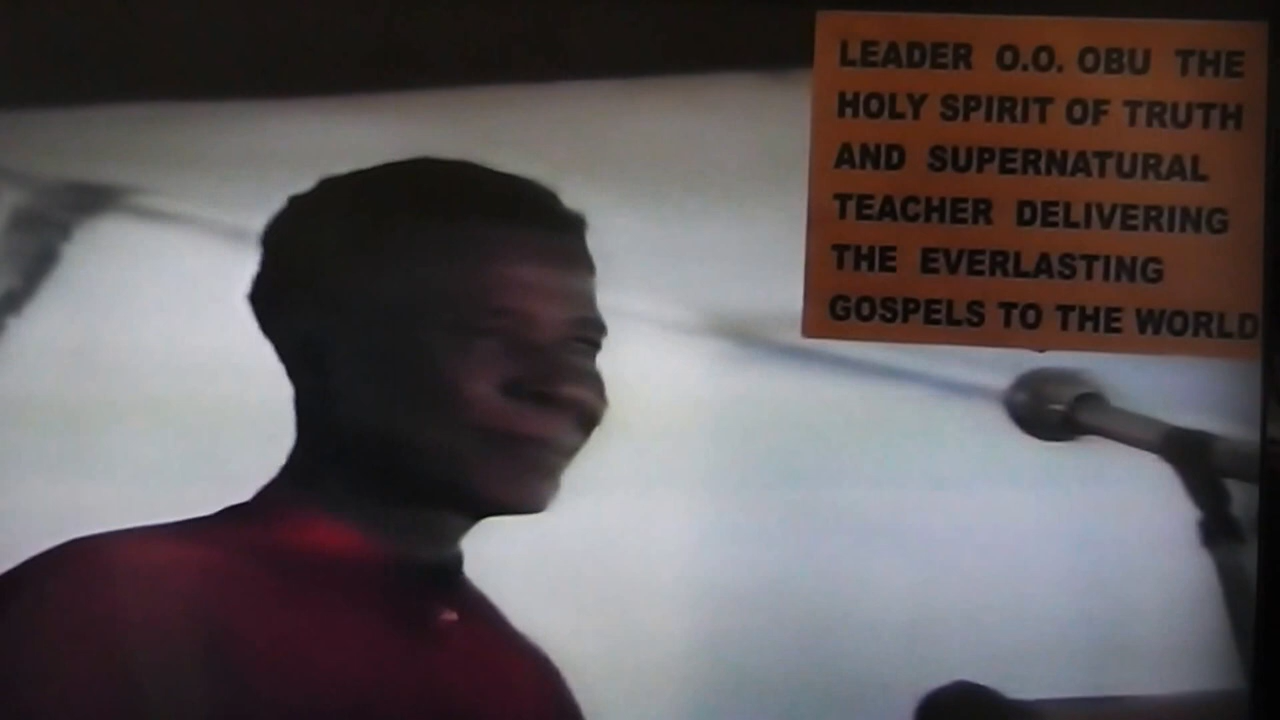 LEADER O.O. OBU THE
HOLY SPIRIT OF TRUTH
AND SUPERNATURAL
TEACHER DELIVERING
THE EVERLASTING
GOSPELS TO THE WORLD